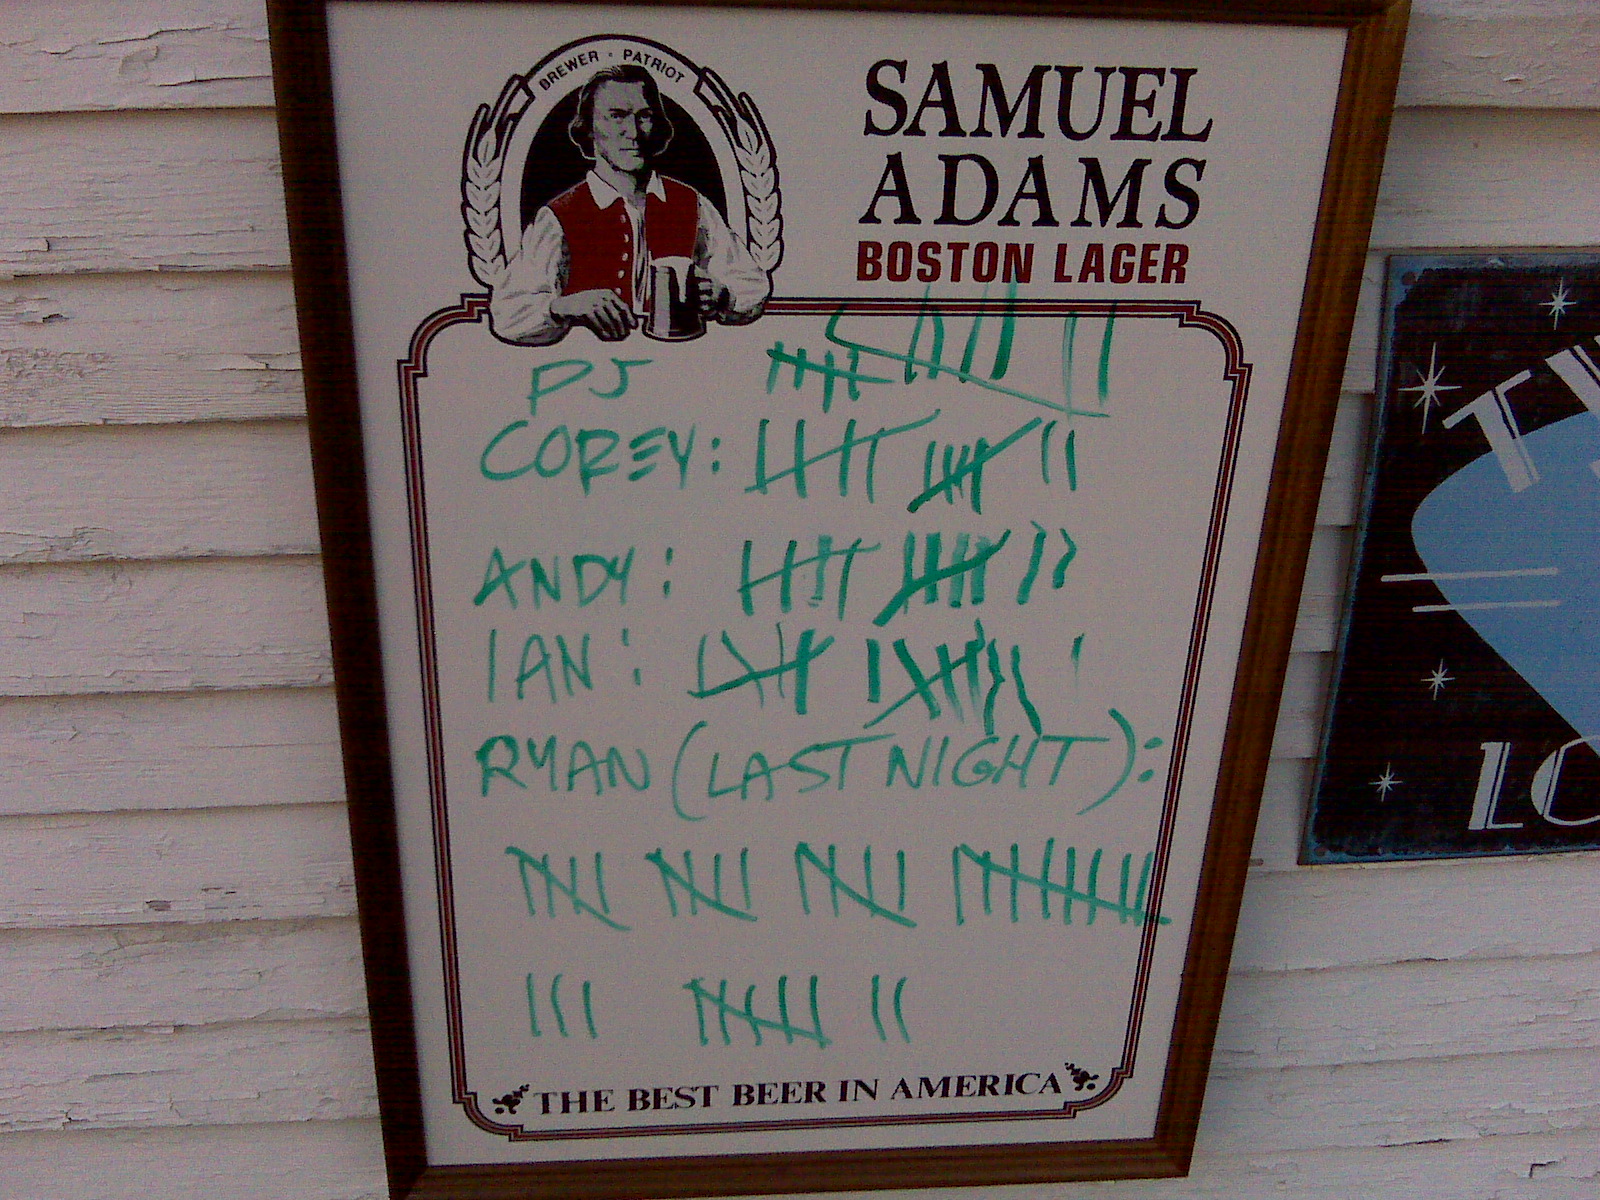 BREWER · PATRIOT
SAMUEL
ADAMS
BOSTON LAGER
PJ
COREY:
ANDY:
IAN:
RYAN (LAST NIGHT):
THE BEST BEER IN AMERICA
LO